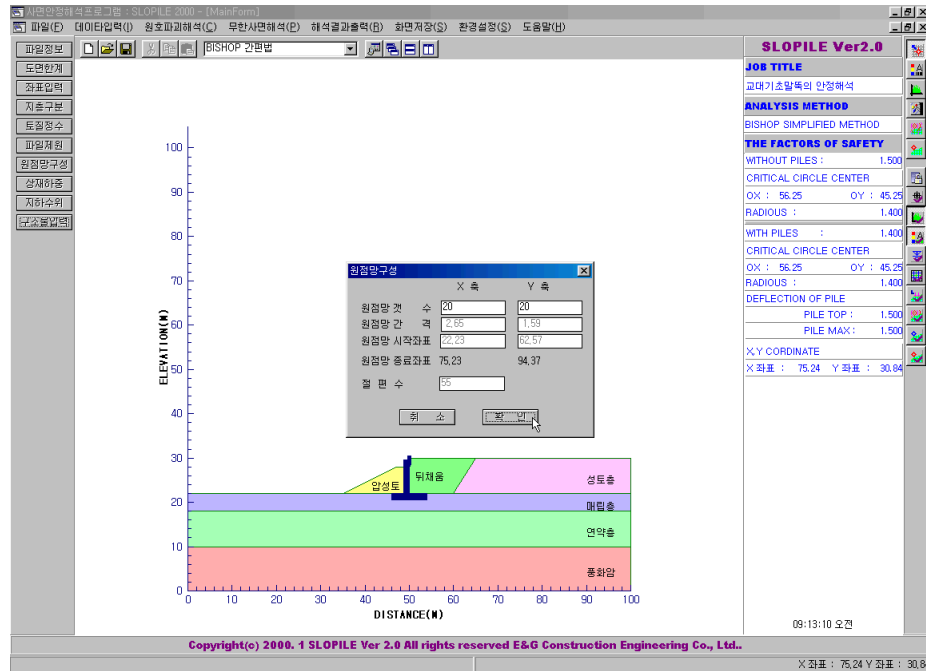 사면안정해석프로그램 : SLOPILE 2000 - [MainForm]
파일(F) 데이타입력(I) 원호파괴해석(C) 무한사면해석(P) 해석결과출력(R) 화면저장(S) 환경설정(S) 도움말(H)
파일정보
BISHOP 간편법
도면한계
좌표입력
지층구분
토질정수
파일제원
원점망구성
상재하중
지하수위
구조물입력
SLOPILE Ver2.0
JOB TITLE
교대기초말뚝의 안정해석
ANALYSIS METHOD
BISHOP SIMPLIFIED METHOD
THE FACTORS OF SAFETY
WITHOUT PILES : 1.500
CRITICAL CIRCLE CENTER
OX : 56.25 OY : 45.25
RADIOUS : 1.400
WITH PILES : 1.400
CRITICAL CIRCLE CENTER
OX : 56.25 OY : 45.25
RADIOUS : 1.400
DEFLECTION OF PILE
PILE TOP : 1.500
PILE MAX : 1.500
X,Y CORDINATE
X 좌표 : 75.24 Y 좌표 : 30.84
09:13:10 오전
원점망구성
X 축 Y 축
원점망 갯 수 20 20
원점망 간 격 2,65 1,59
원점망 시작좌표 22,23 62,57
원점망 종료좌표 75,23 94,37
절 편 수 55
취 소 확 인
ELEVATION(M)
100
90
80
70
60
50
40
30
20
10
0
압성토
뒤채움
성토층
매립층
연약층
풍화암
0 10 20 30 40 50 60 70 80 90 100
DISTANCE(M)
Copyright(c) 2000. 1 SLOPILE Ver 2.0 All rights reserved E&G Construction Engineering Co., Ltd..
X 좌표 : 75,24 Y 좌표 : 30,8